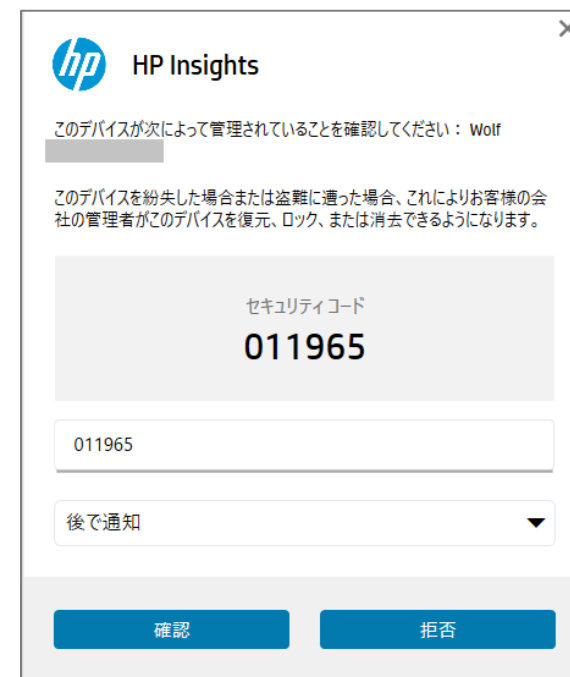 hp
HP Insights
このデバイスが次によって管理されていることを確認してください： Wolf
このデバイスを紛失した場合または盗難に遭った場合、これによりお客様の会
社の管理者がこのデバイスを復元、ロック、または消去できるようになります。
セキュリティコード
011965
011965
後で通知
確認
拒否